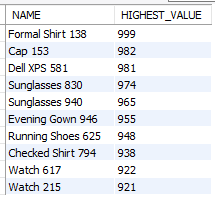 NAME HIGHEST_VALUE
Formal Shirt 138 999
Cap 153 982
Dell XPS 581 981
Sunglasses 830 974
Sunglasses 940 965
Evening Gown 946 955
Running Shoes 625 948
Checked Shirt 794 938
Watch 617 922
Watch 215 921